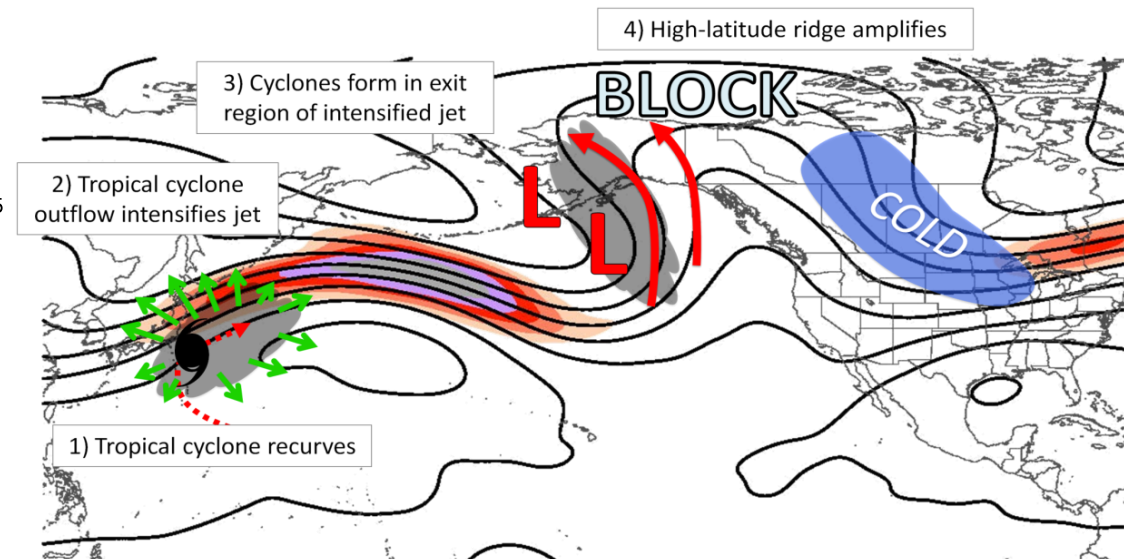 4) High-latitude ridge amplifies
BLOCK
3) Cyclones form in exit
region of intensified jet
2) Tropical cyclone
outflow intensifies jet
5
L
L
COLD
1) Tropical cyclone recurves